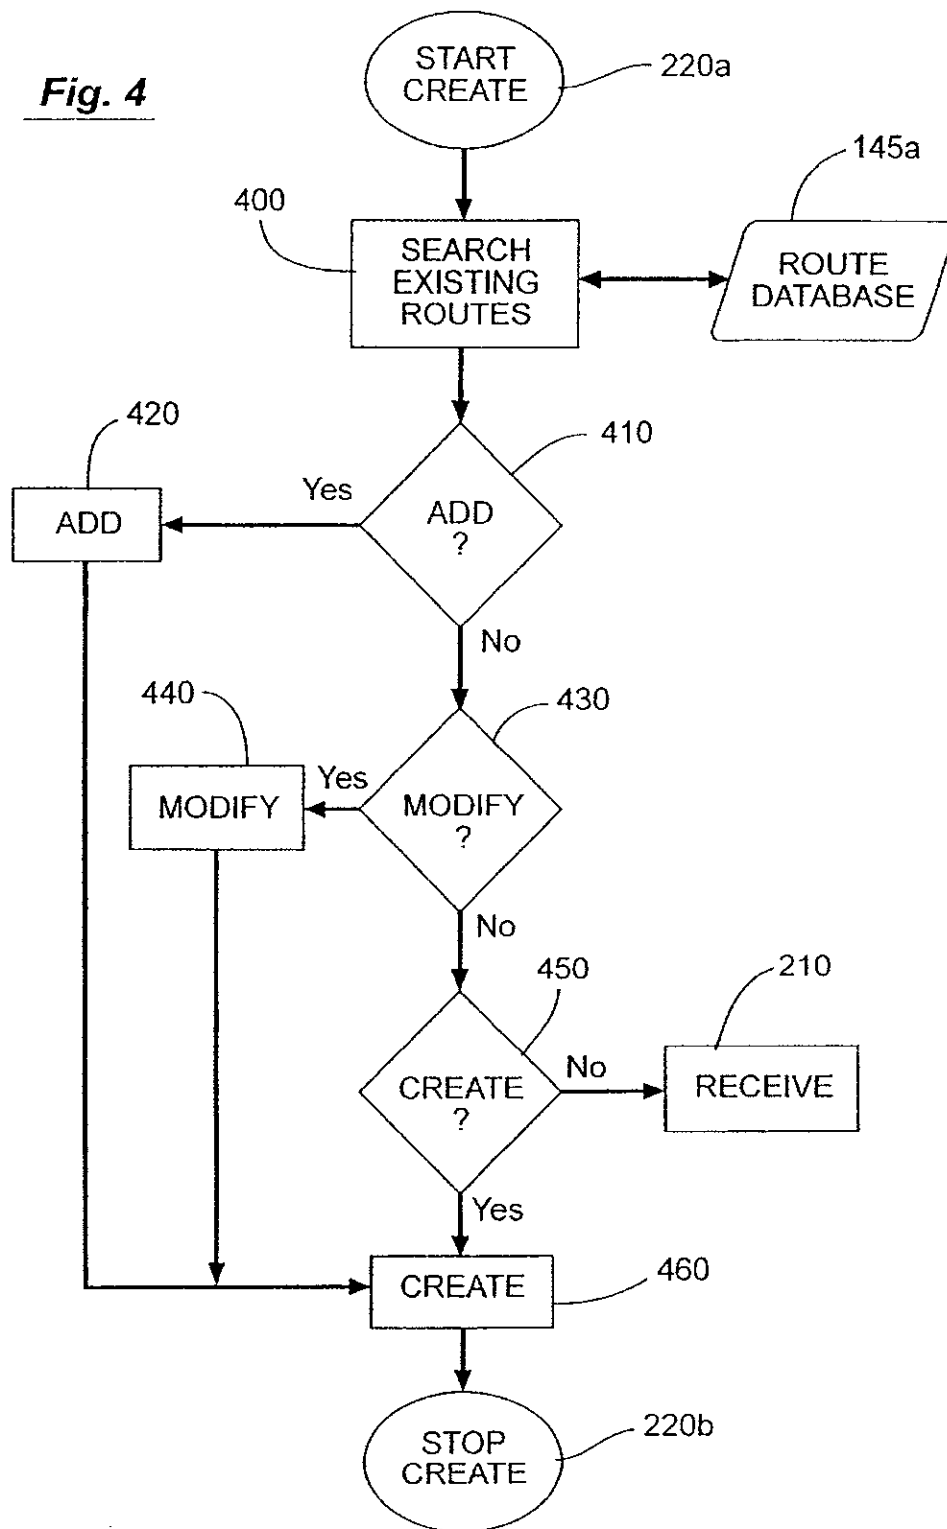 Fig. 4
START
CREATE
220a
145a
400
SEARCH
EXISTING
ROUTES
ROUTE
DATABASE
420
410
Yes
ADD
ADD
?
No
440
430
Yes
MODIFY
MODIFY
?
No
450
210
No
CREATE
?
RECEIVE
Yes
CREATE
460
STOP
CREATE
220b